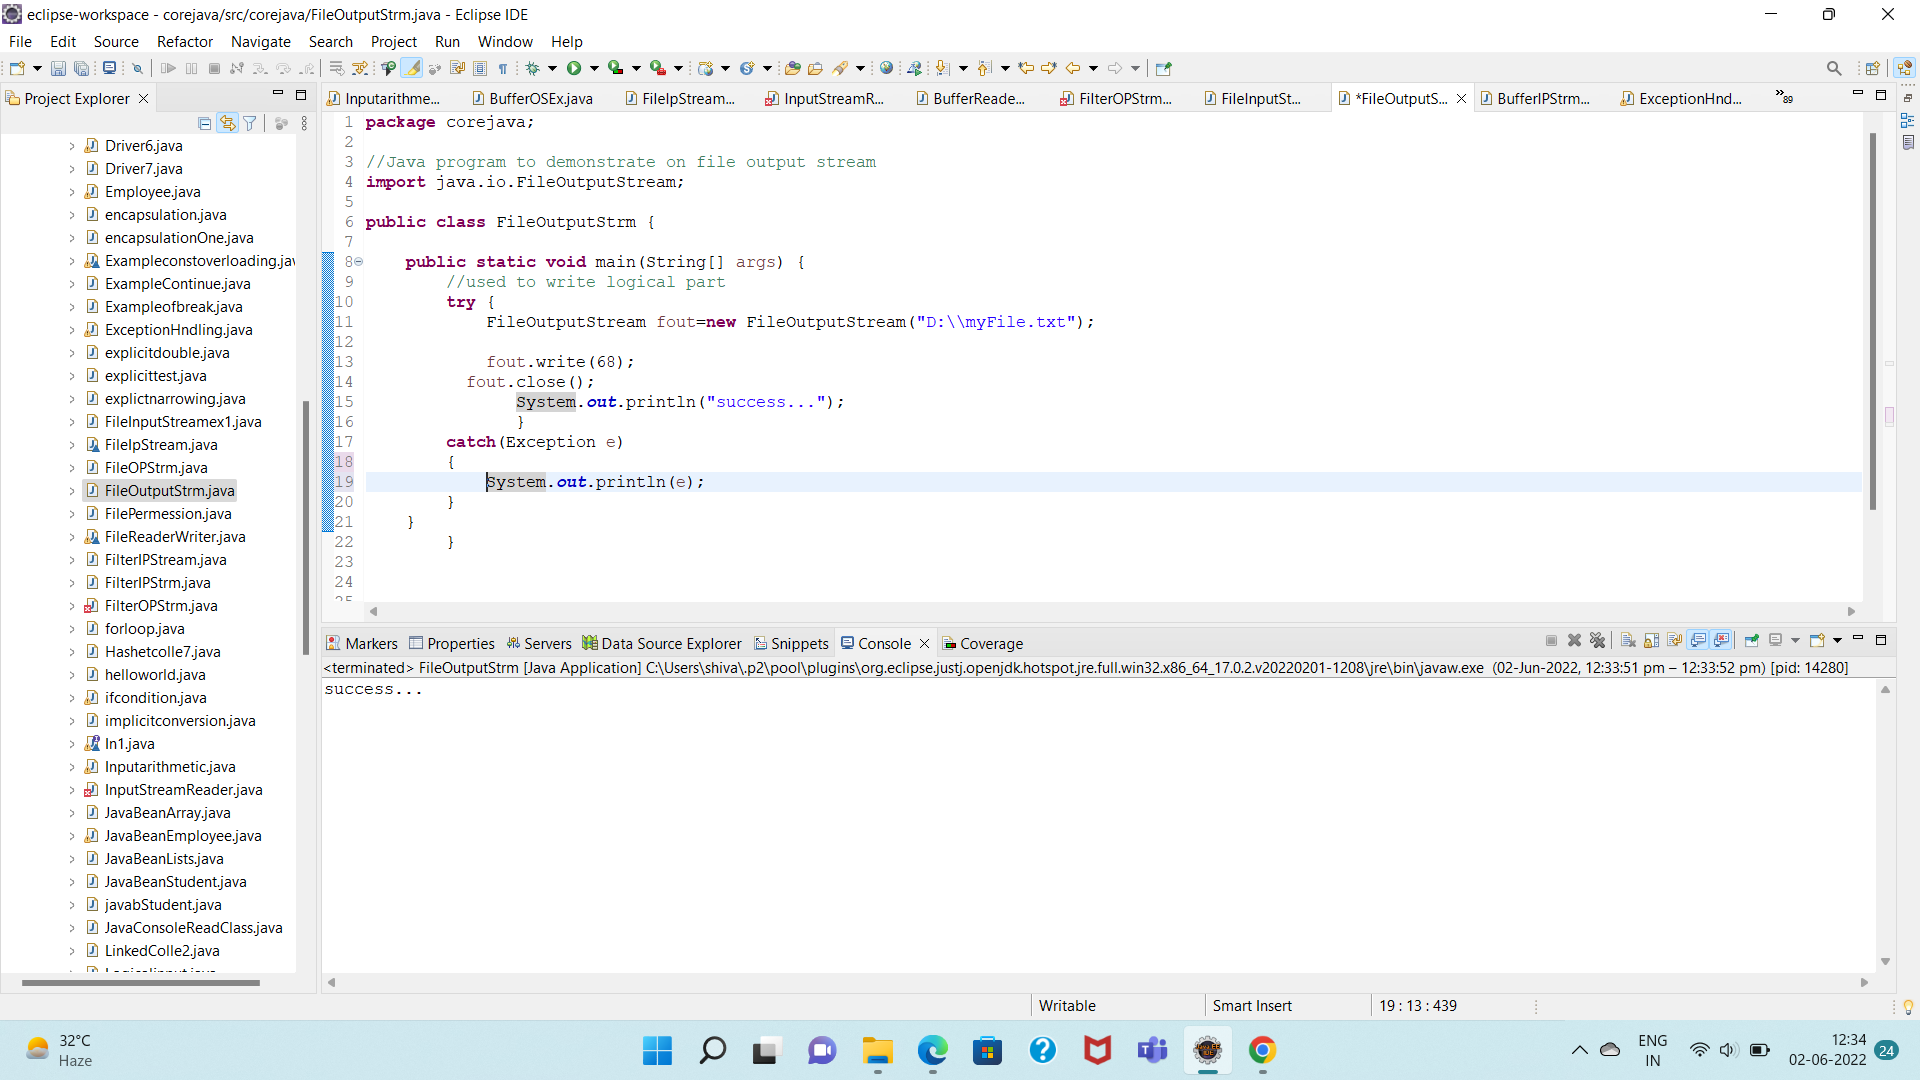 eclipse-workspace - corejava/src/corejava/FileOutputStrm.java - Eclipse IDE
File Edit Source Refactor Navigate Search Project Run Window Help
Project Explorer
Inputarithme... BufferOSEx.java FileIpStream... InputStreamR... BufferReade... FilterOPStrm... FileInputSt... *FileOutputS... BufferIPStrm... ExceptionHnd... »89
Driver6.java
Driver7.java
Employee.java
encapsulation.java
encapsulationOne.java
Exampleconstoverloading.jav
ExampleContinue.java
Exampleofbreak.java
ExceptionHndling.java
explicitdouble.java
explicittest.java
explictnarrowing.java
FileInputStreamex1.java
FileIpStream.java
FileOPStrm.java
FileOutputStrm.java
FilePermession.java
FileReaderWriter.java
FilterIPStream.java
FilterIPStrm.java
FilterOPStrm.java
forloop.java
Hashetcolle7.java
helloworld.java
ifcondition.java
implicitconversion.java
In1.java
Inputarithmetic.java
InputStreamReader.java
JavaBeanArray.java
JavaBeanEmployee.java
JavaBeanLists.java
JavaBeanStudent.java
javabStudent.java
JavaConsoleReadClass.java
LinkedColle2.java
1 package corejava;
2
3 //Java program to demonstrate on file output stream
4 import java.io.FileOutputStream;
5
6 public class FileOutputStrm {
7
8 public static void main(String[] args) {
9 //used to write logical part
10 try {
11 FileOutputStream fout=new FileOutputStream("D:\\myFile.txt");
12
13 fout.write(68);
14 fout.close();
15 System.out.println("success...");
16 }
17 catch(Exception e)
18 {
19 System.out.println(e);
20 }
21 }
22 }
23
24
25
Markers Properties Servers Data Source Explorer Snippets Console Coverage
<terminated> FileOutputStrm [Java Application] C:\Users\shiva\.p2\pool\plugins\org.eclipse.justj.openjdk.hotspot.jre.full.win32.x86_64_17.0.2.v20220201-1208\jre\bin\javaw.exe (02-Jun-2022, 12:33:51 pm – 12:33:52 pm) [pid: 14280]
success...
Writable Smart Insert 19 : 13 : 439
32°C
Haze
ENG
IN
12:34
02-06-2022
24